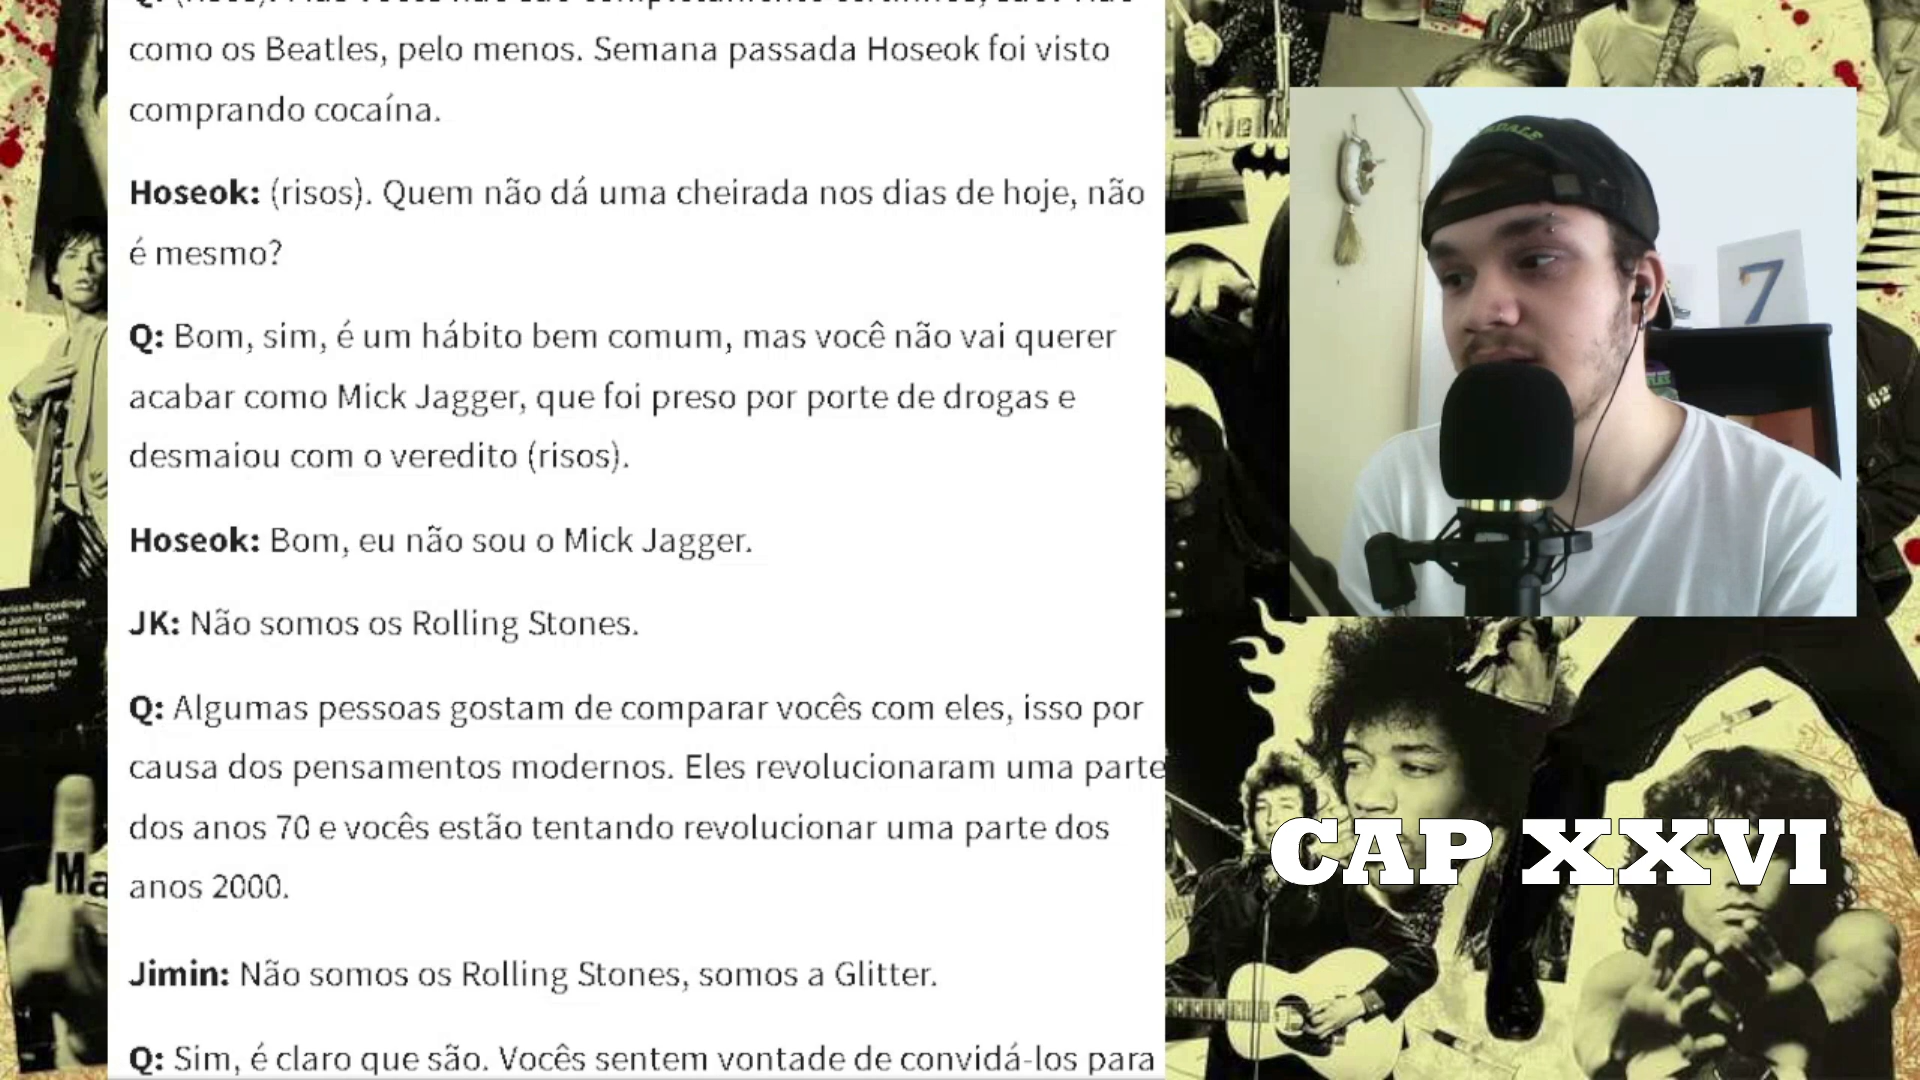 como os Beatles, pelo menos. Semana passada Hoseok foi visto
comprando cocaína.
Hoseok: (risos). Quem não dá uma cheirada nos dias de hoje, não
é mesmo?
Q: Bom, sim, é um hábito bem comum, mas você não vai querer
acabar como Mick Jagger, que foi preso por porte de drogas e
desmaiou com o veredito (risos).
Hoseok: Bom, eu não sou o Mick Jagger.
JK: Não somos os Rolling Stones.
Q: Algumas pessoas gostam de comparar vocês com eles, isso por
causa dos pensamentos modernos. Eles revolucionaram uma parte
dos anos 70 e vocês estão tentando revolucionar uma parte dos
anos 2000.
Jimin: Não somos os Rolling Stones, somos a Glitter.
Q: Sim, é claro que são. Vocês sentem vontade de convidá-los para
7
62
CAP XXVI
Ma